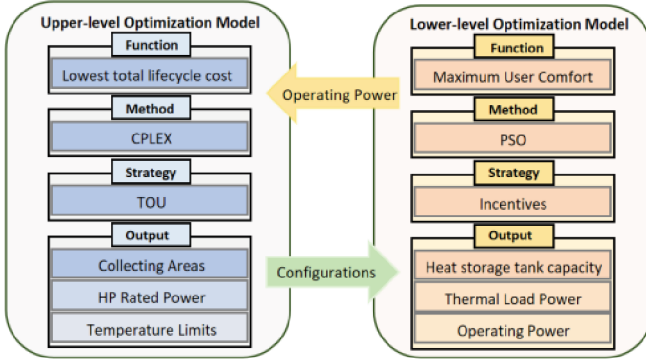 Upper-level Optimization Model
Function
Lowest total lifecycle cost
Method
CPLEX
Strategy
TOU
Output
Collecting Areas
HP Rated Power
Temperature Limits
Operating Power
Configurations
Lower-level Optimization Model
Function
Maximum User Comfort
Method
PSO
Strategy
Incentives
Output
Heat storage tank capacity
Thermal Load Power
Operating Power